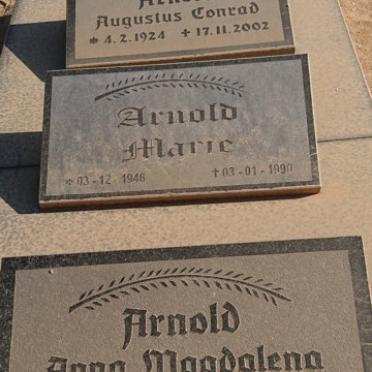 Arnold
Augustus Conrad
* 4.2.1924 + 17.11.2002
Arnold
Marie
* 03-12-1946 † 03-01-1990
Arnold
Anna Magdalena